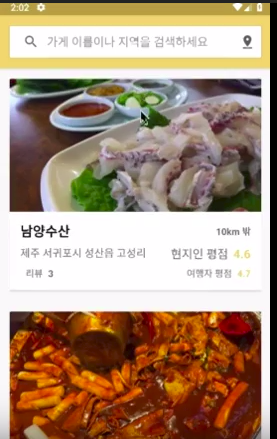 2:02
가게 이름이나 지역을 검색하세요
남양수산
10km 밖
제주 서귀포시 성산읍 고성리
현지인 평점 4.6
리뷰 3
여행자 평점 4.7